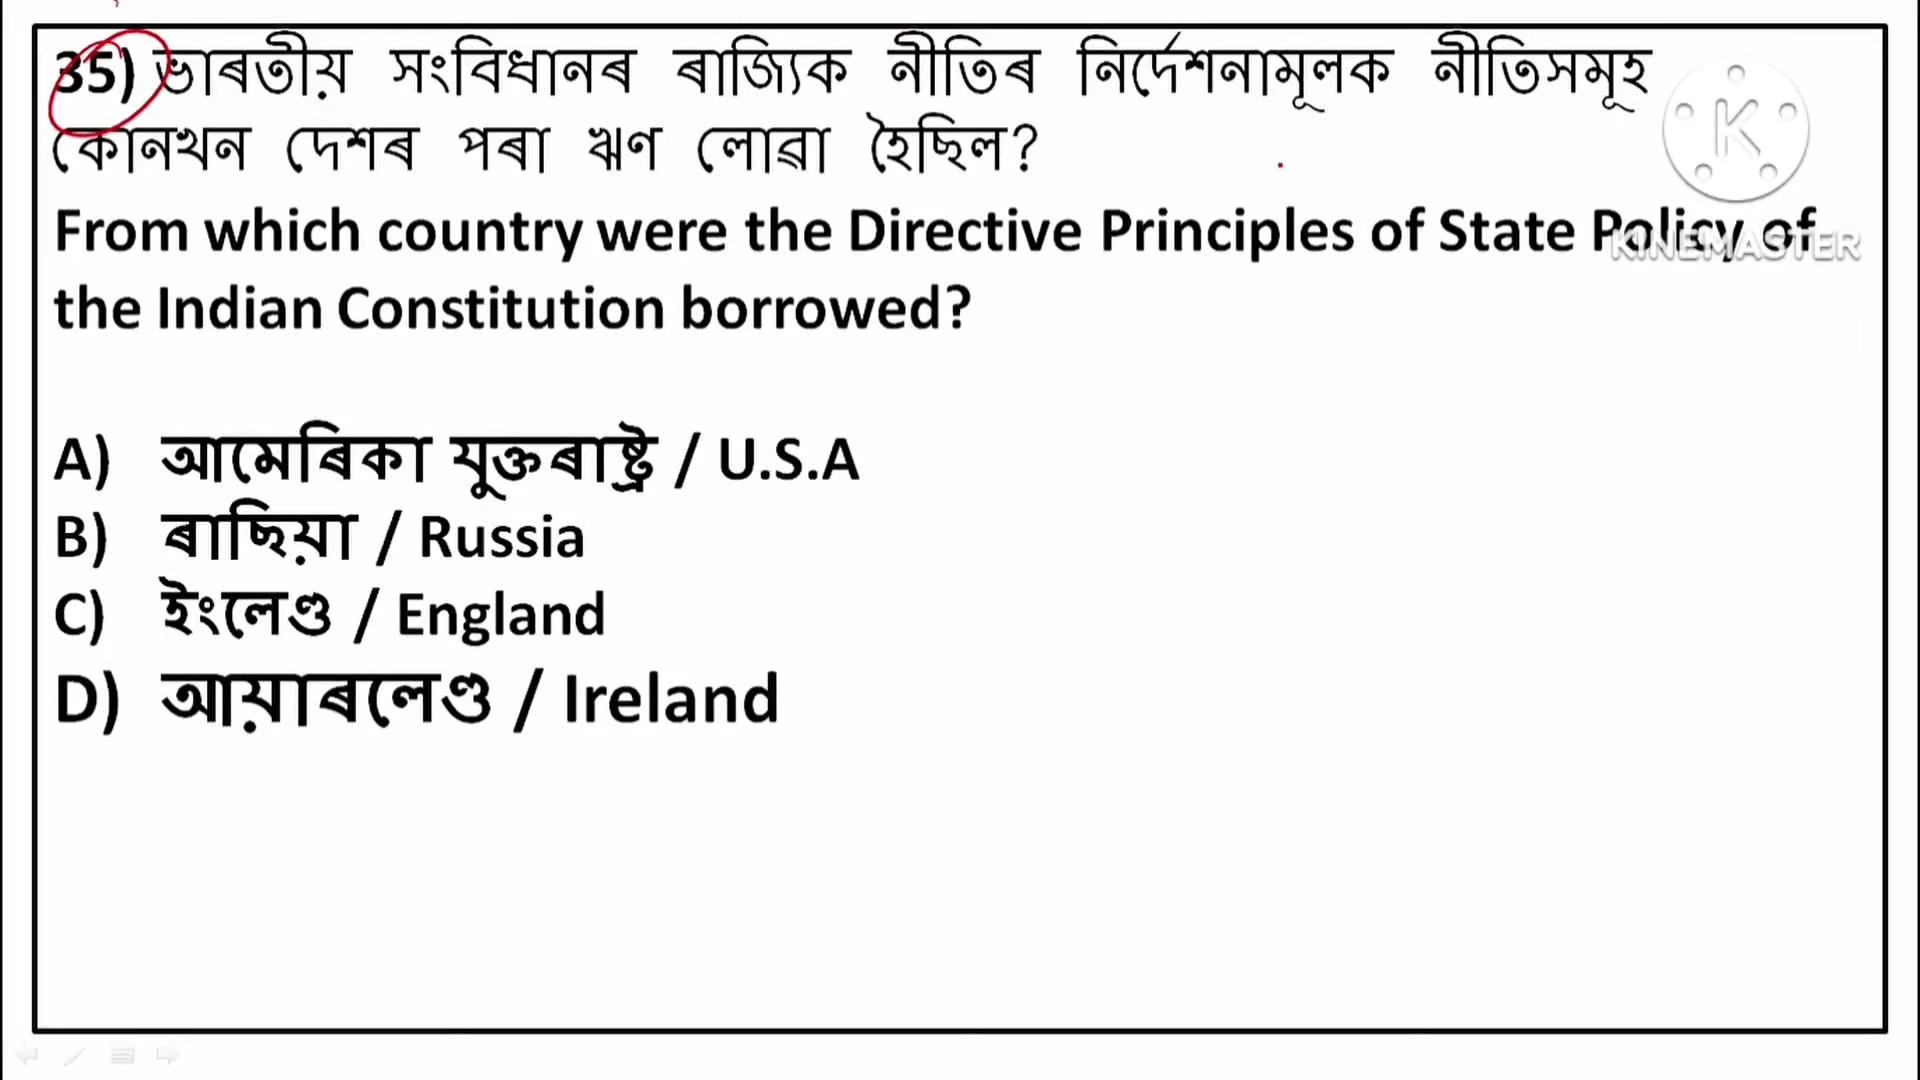 35) ভাৰতীয় সংবিধানৰ ৰাজ্যিক নীতিৰ নিৰ্দেশনামূলক নীতিসমূহ
কোনখন দেশৰ পৰা ঋণ লোৱা হৈছিল?
From which country were the Directive Principles of State Policy of
the Indian Constitution borrowed?
K
KINEMASTER
A) আমেৰিকা যুক্তৰাষ্ট্ৰ / U.S.A
B) ৰাছিয়া / Russia
C) ইংলেণ্ড / England
D) আয়াৰলেণ্ড / Ireland